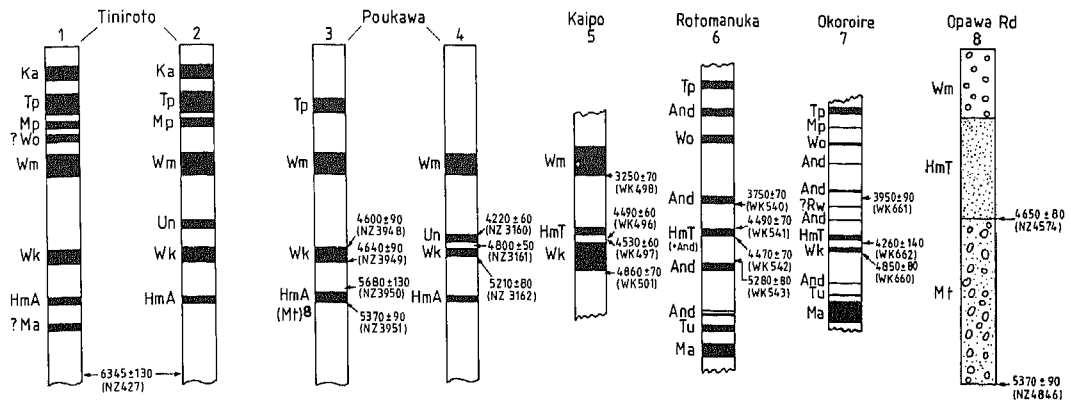 Tiniroto
1
2
Ka
Tp
Mp
?Wo
Wm
Wk
HmA
?Ma
Ka
Tp
Mp
Wm
Un
Wk
HmA
6345±130
(NZ427)
Poukawa
3
4
Tp
Wm
Wk
HmA
(Mt)8
4600±90
(NZ3948)
4640±90
(NZ3949)
5680±130
(NZ3950)
5370±90
(NZ3951)
Wm
Un
Wk
HmA
4220±60
(NZ 3160)
4800±50
(NZ3161)
5210±80
(NZ 3162)
Kaipo
5
Wm
HmT
Wk
3250±70
(WK498)
4490±60
(WK496)
4530±60
(WK497)
4860±70
(WK501)
Rotomanuka
6
Tp
And
Wo
And
HmT
(+And)
And
And
Tu
Ma
3750±70
(WK540)
4490±70
(WK541)
4470±70
(WK542)
5280±80
(WK543)
Okoroire
7
Tp
Mp
Wo
And
And
?Rw
And
HmT
Wk
And
Tu
Ma
3950±90
(WK661)
4260±140
(WK662)
4850±80
(WK660)
Opawa Rd
8
Wm
HmT
Mt
4650±80
(NZ4574)
5370±90
(NZ4846)